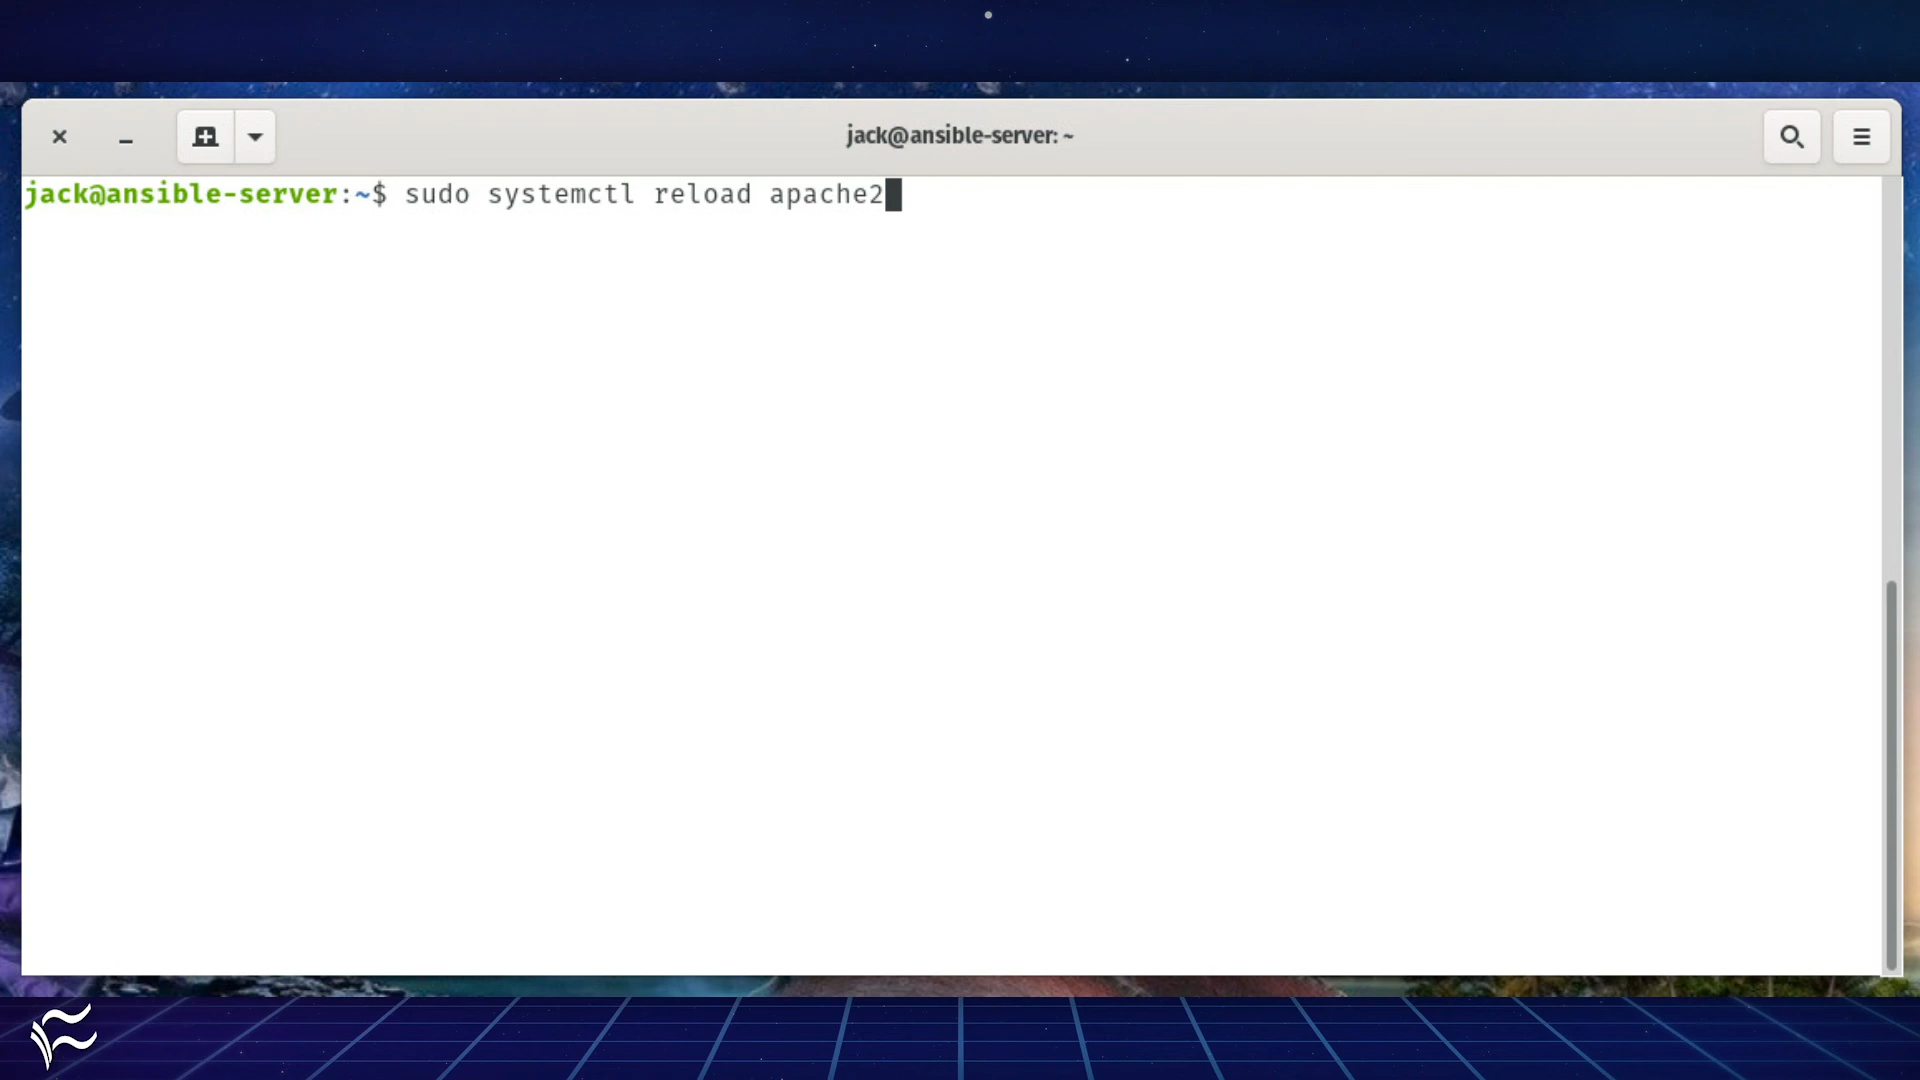 jack@ansible-server: ~
jack@ansible-server:~$ sudo systemctl reload apache2